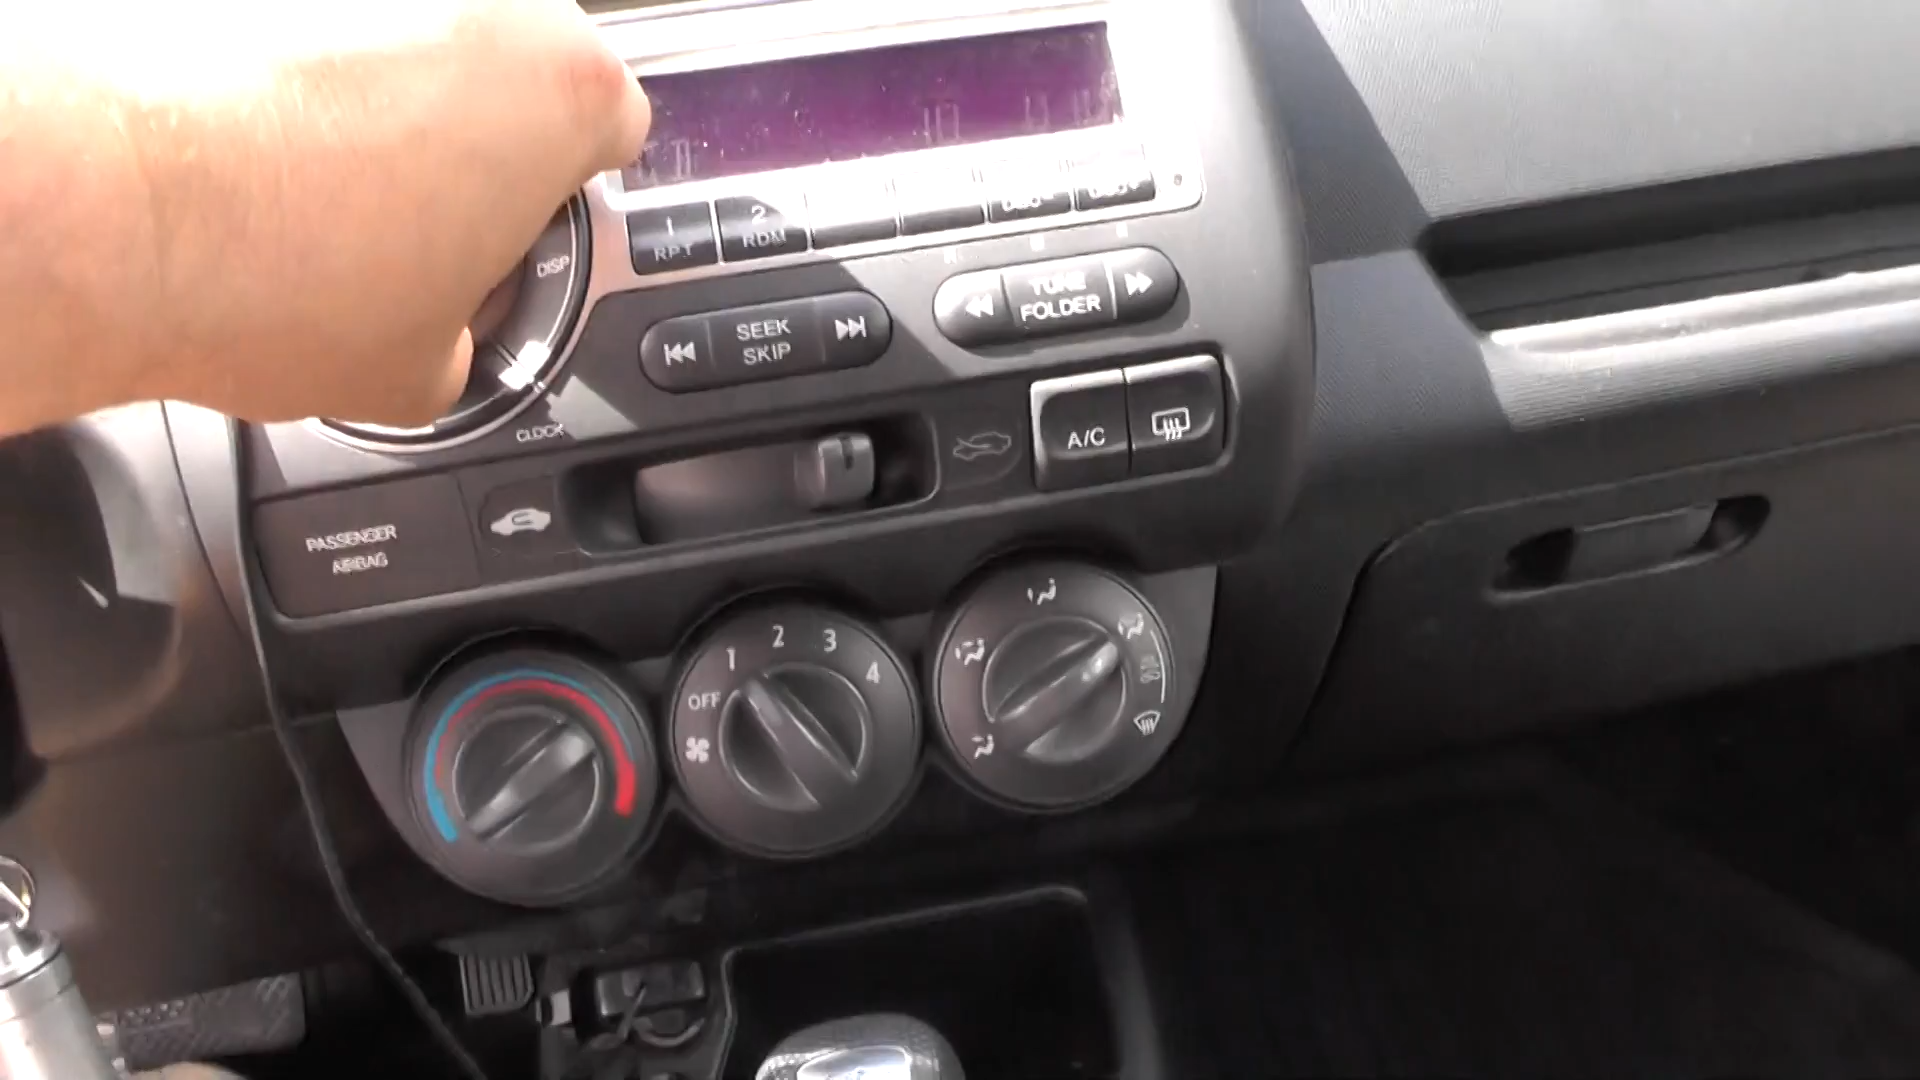 1
RPT
2
RDM
DISP
SEEK
SKIP
TUNE
FOLDER
CLOCK
A/C
PASSENGER
AIRBAG
OFF
1
2
3
4